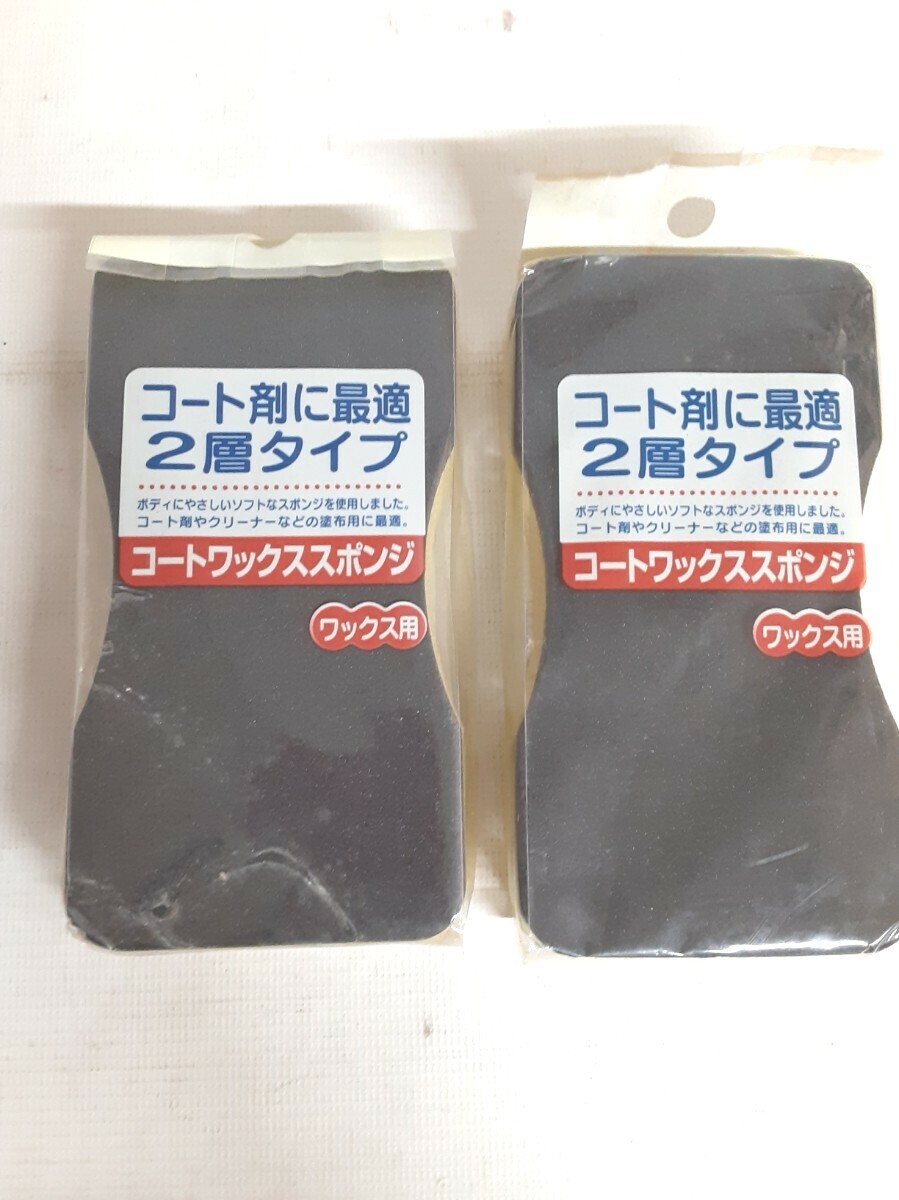 コート剤に最適
2層タイプ
ボディにやさしいソフトなスポンジを使用しました。
コート剤やクリーナーなどの塗布用に最適。
コートワックススポンジ
ワックス用
コート剤に最適
2層タイプ
ボディにやさしいソフトなスポンジを使用しました。
コート剤やクリーナーなどの塗布用に最適。
コートワックススポンジ
ワックス用